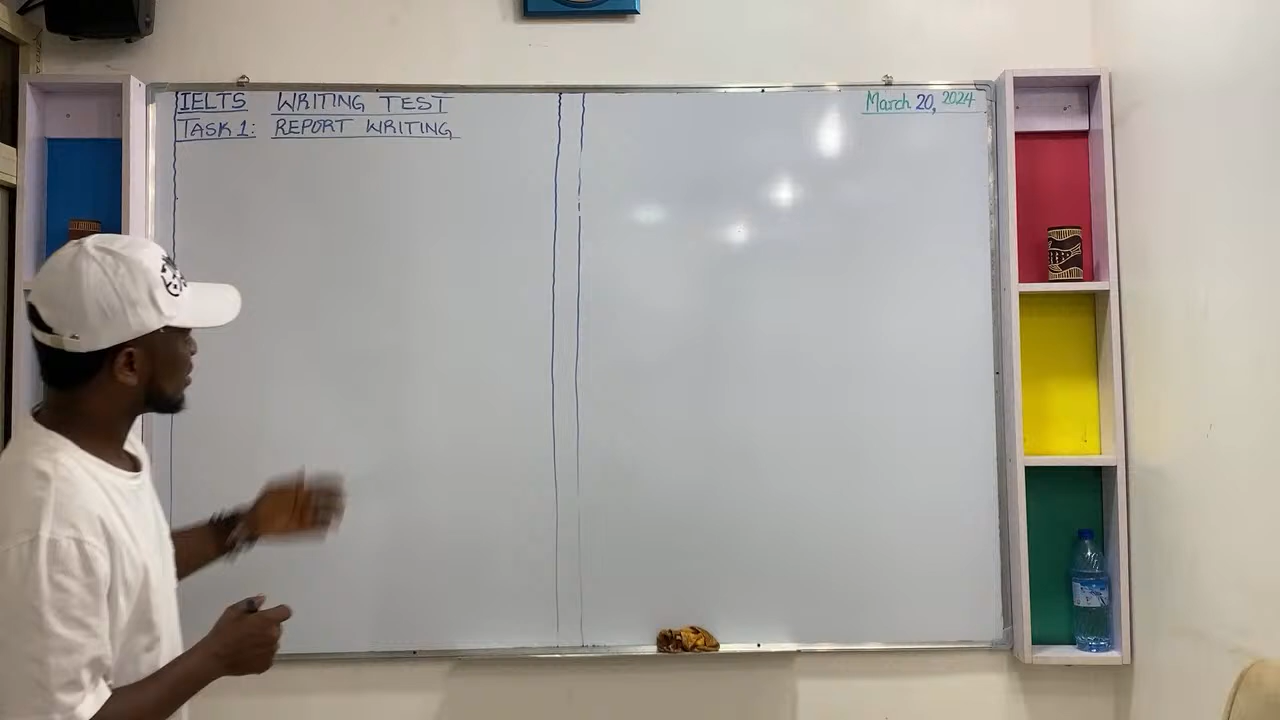 IELTS WRITING TEST
TASK 1: REPORT WRITING
March 20, 2024